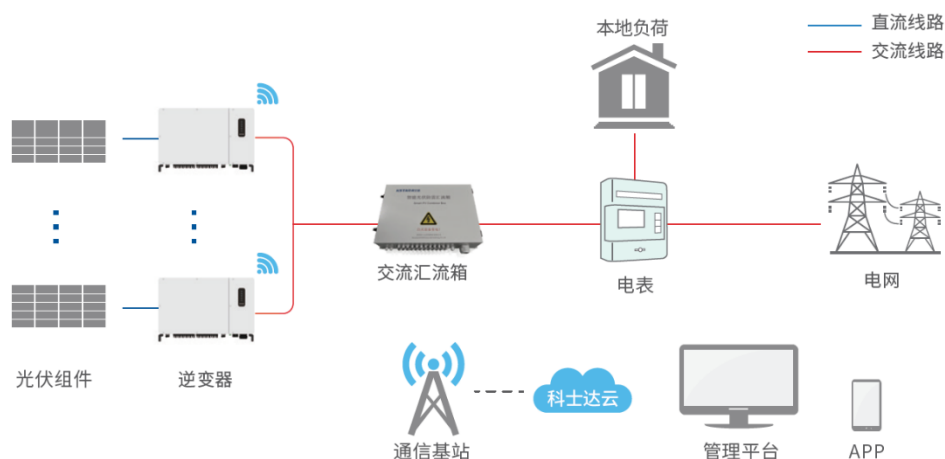 本地负荷
直流线路
交流线路
交流汇流箱
电表
电网
光伏组件
逆变器
科士达云
通信基站
管理平台
APP